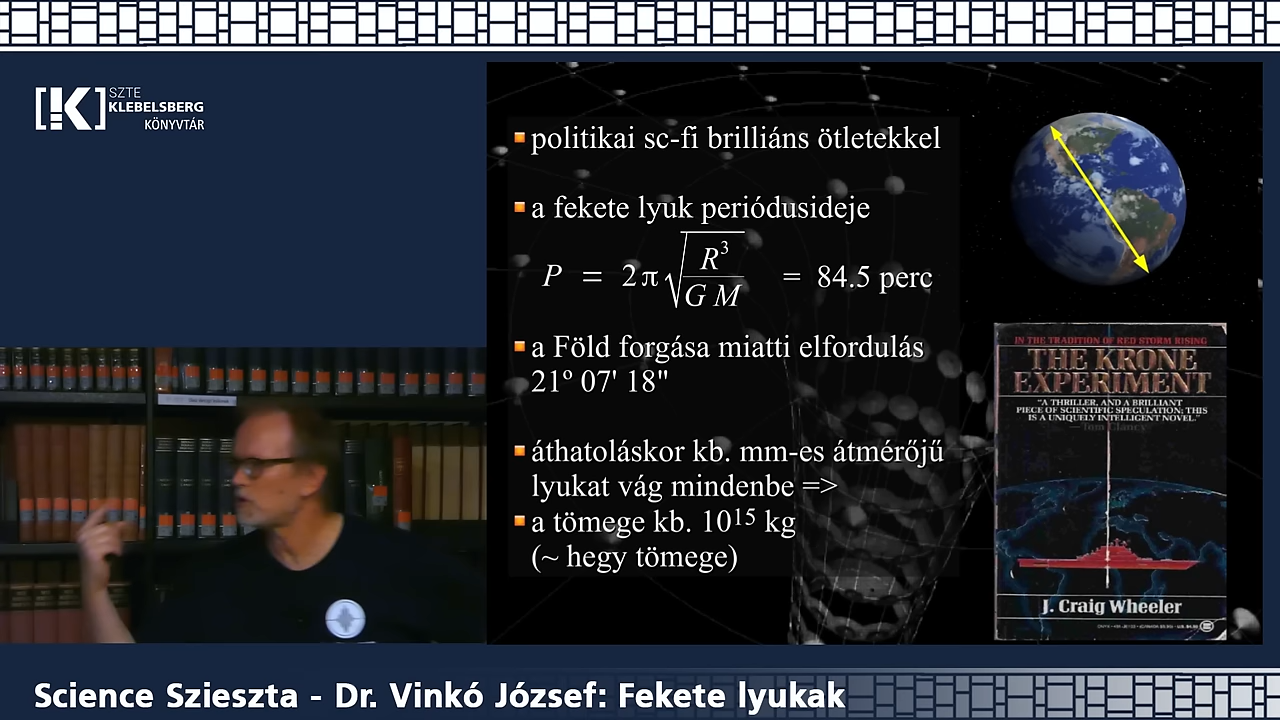 SZTE
KLEBELSBERG
KÖNYVTÁR
politikai sc-fi brilliáns ötletekkel
a fekete lyuk periódusideje
P = 2π√(R³/(G M)) = 84.5 perc
a Föld forgása miatti elfordulás
21º 07' 18"
áthatoláskor kb. mm-es átmérőjű
lyukat vág mindenbe =>
a tömege kb. 10¹⁵ kg
(~ hegy tömege)
IN THE TRADITION OF RED STORM RISING
THE KRONE
EXPERIMENT
"A THRILLER, AND A BRILLIANT
PIECE OF SCIENTIFIC SPECULATION; THIS
IS A UNIQUELY INTELLIGENT NOVEL."
—Tom Clancy
J. Craig Wheeler
Science Szieszta - Dr. Vinkó József: Fekete lyukak